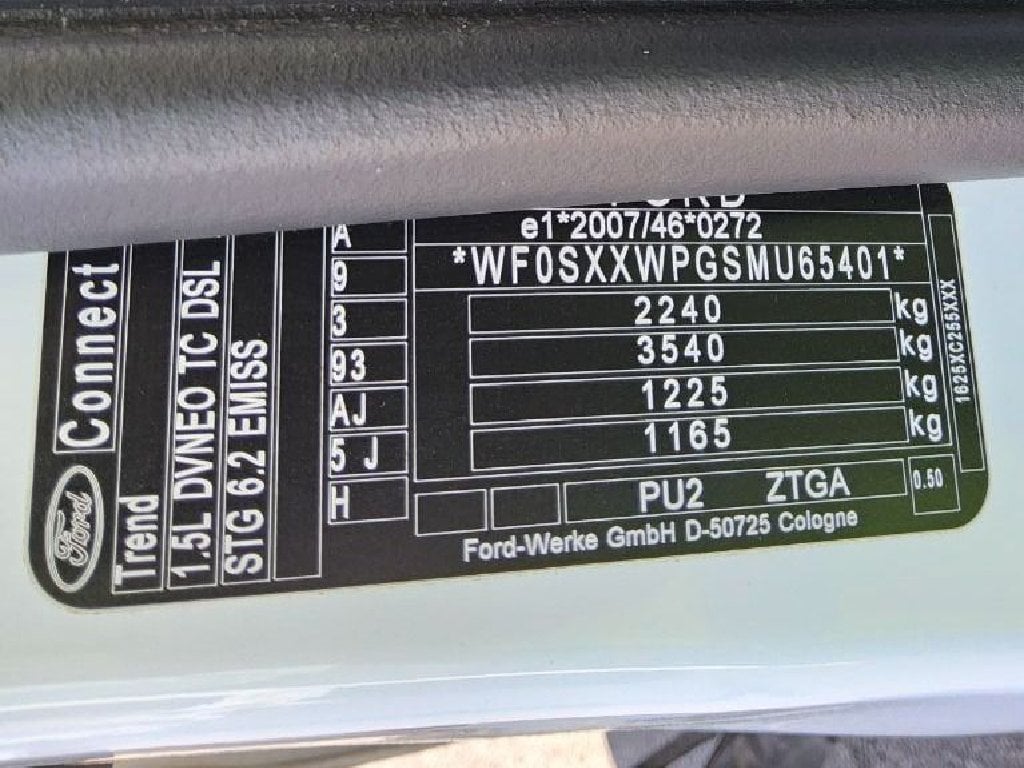 FORD
e1*2007/46*0272
*WF0SXXWPGSMU65401*
2240 kg
3540 kg
1225 kg
1165 kg
PU2 ZTGA
0.50
Ford-Werke GmbH D-50725 Cologne
1625XC255XXX
A
9
3
93
AJ
5 J
H
Ford
Connect
Trend
1.5L DVNEO TC DSL
STG 6.2 EMISS